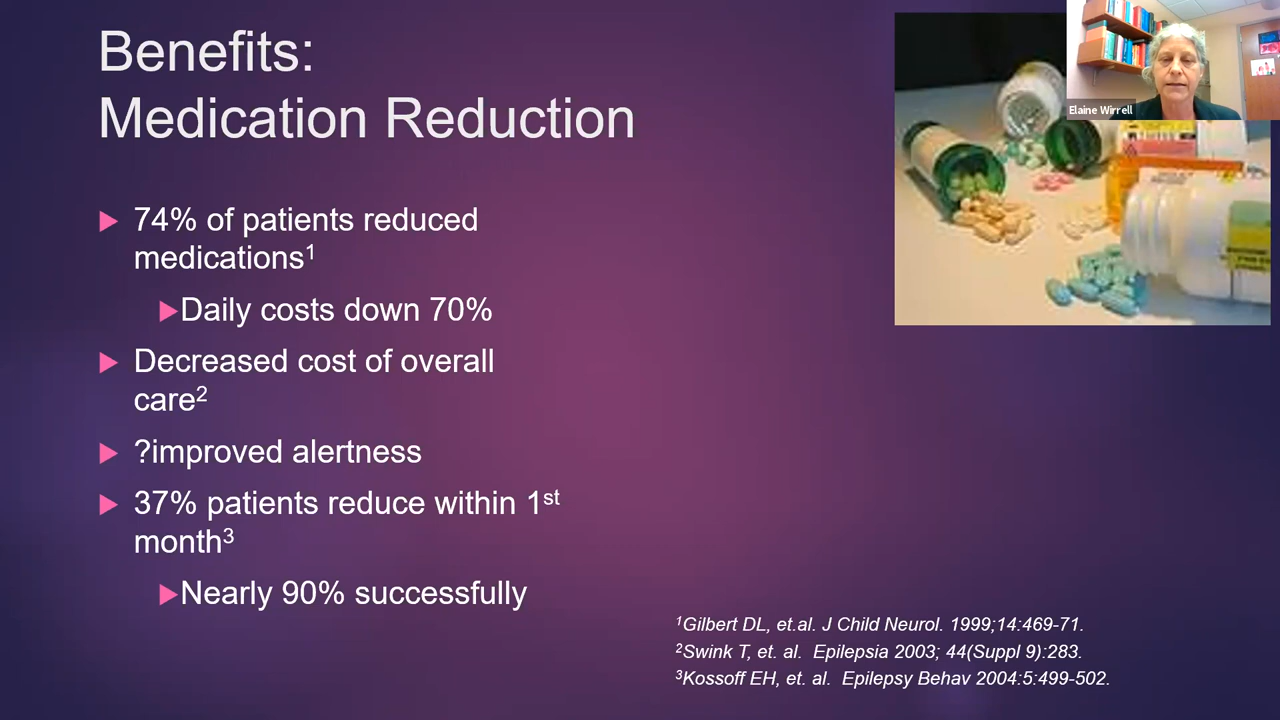 Benefits:
Medication Reduction
Elaine Wirrell
▶ 74% of patients reduced
medications¹
▶Daily costs down 70%
▶ Decreased cost of overall
care²
▶ ?improved alertness
▶ 37% patients reduce within 1ˢᵗ
month³
▶Nearly 90% successfully
¹Gilbert DL, et.al. J Child Neurol. 1999;14:469-71.
²Swink T, et. al.  Epilepsia 2003; 44(Suppl 9):283.
³Kossoff EH, et. al.  Epilepsy Behav 2004:5:499-502.